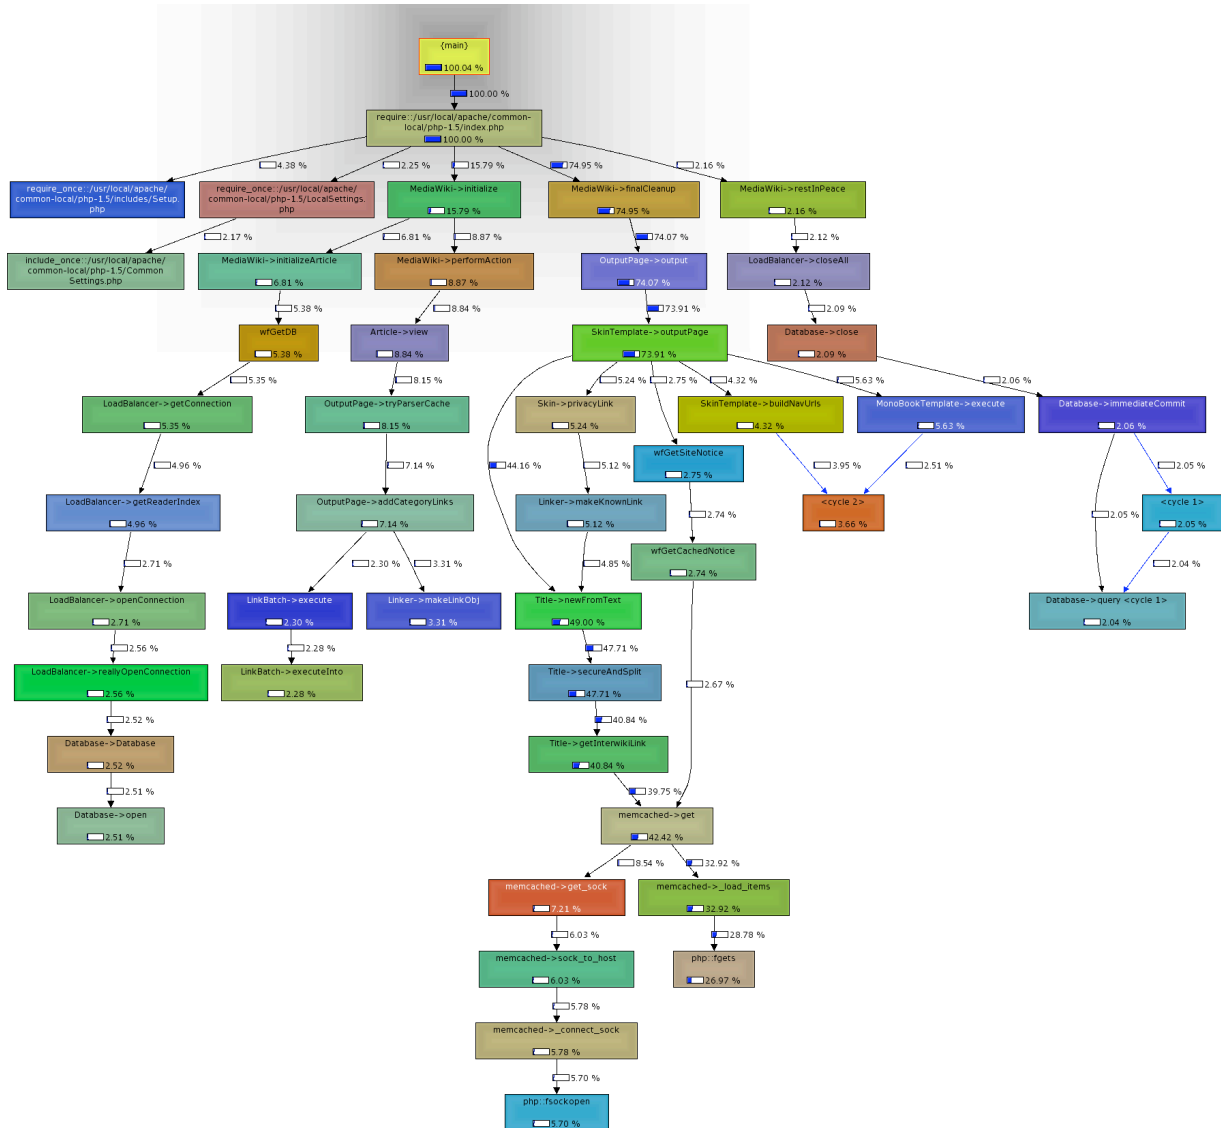 {main}
100.04 %
100.00 %
require::/usr/local/apache/common-
local/php-1.5/index.php
100.00 %
4.38 %
2.25 %
15.79 %
74.95 %
2.16 %
require_once::/usr/local/apache/
common-local/php-1.5/includes/Setup.
php
require_once::/usr/local/apache/
common-local/php-1.5/LocalSettings.
php
MediaWiki->initialize
15.79 %
MediaWiki->finalCleanup
74.95 %
MediaWiki->restInPeace
2.16 %
2.17 %
6.81 %
8.87 %
74.07 %
2.12 %
include_once::/usr/local/apache/
common-local/php-1.5/Common
Settings.php
MediaWiki->initializeArticle
6.81 %
MediaWiki->performAction
8.87 %
OutputPage->output
74.07 %
LoadBalancer->closeAll
2.12 %
5.38 %
8.84 %
73.91 %
2.09 %
wfGetDB
5.38 %
Article->view
8.84 %
SkinTemplate->outputPage
73.91 %
Database->close
2.09 %
5.35 %
8.15 %
5.24 %
2.75 %
4.32 %
5.63 %
2.06 %
LoadBalancer->getConnection
5.35 %
OutputPage->tryParserCache
8.15 %
Skin->privacyLink
5.24 %
SkinTemplate->buildNavUrls
4.32 %
MonoBookTemplate->execute
5.63 %
Database->immediateCommit
2.06 %
wfGetSiteNotice
2.75 %
4.96 %
7.14 %
44.16 %
5.12 %
3.95 %
2.51 %
2.05 %
LoadBalancer->getReaderIndex
4.96 %
OutputPage->addCategoryLinks
7.14 %
Linker->makeKnownLink
5.12 %
2.74 %
<cycle 2>
3.66 %
2.05 %
<cycle 1>
2.05 %
2.71 %
2.30 %
3.31 %
4.85 %
wfGetCachedNotice
2.74 %
2.04 %
LoadBalancer->openConnection
2.71 %
LinkBatch->execute
2.30 %
Linker->makeLinkObj
3.31 %
Title->newFromText
49.00 %
Database->query <cycle 1>
2.04 %
2.56 %
2.28 %
47.71 %
LoadBalancer->reallyOpenConnection
2.56 %
LinkBatch->executeInto
2.28 %
Title->secureAndSplit
47.71 %
2.67 %
2.52 %
40.84 %
Database->Database
2.52 %
Title->getInterwikiLink
40.84 %
2.51 %
39.75 %
Database->open
2.51 %
memcached->get
42.42 %
8.54 %
32.92 %
memcached->get_sock
7.21 %
memcached->_load_items
32.92 %
6.03 %
28.78 %
memcached->sock_to_host
6.03 %
php::fgets
26.97 %
5.78 %
memcached->_connect_sock
5.78 %
5.70 %
php::fsockopen
5.70 %